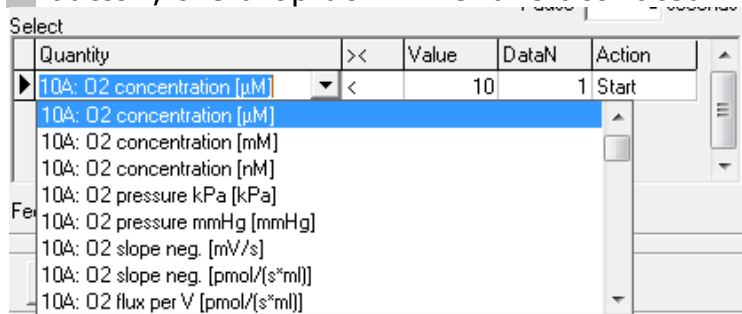 Select
Quantity >< Value DataN Action
10A: O2 concentration [µM] < 10 1 Start
10A: O2 concentration [µM]
10A: O2 concentration [mM]
10A: O2 concentration [nM]
10A: O2 pressure kPa [kPa]
10A: O2 pressure mmHg [mmHg]
10A: O2 slope neg. [mV/s]
10A: O2 slope neg. [pmol/(s*ml)]
10A: O2 flux per V [pmol/(s*ml)]